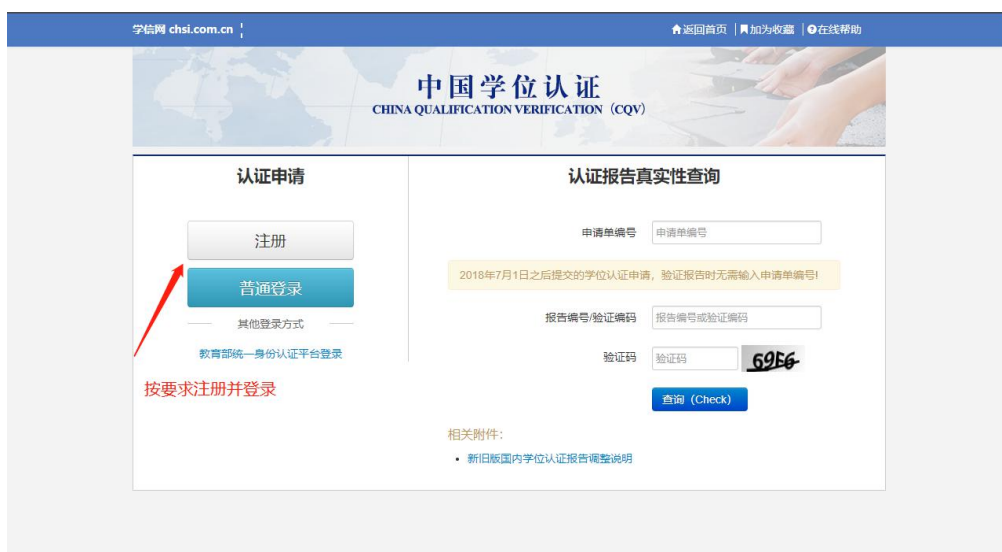 学信网 chsi.com.cn ¦
返回首页 | 加为收藏 | 在线帮助
中国学位认证
CHINA QUALIFICATION VERIFICATION (CQV)
认证申请
注册
普通登录
其他登录方式
教育部统一身份认证平台登录
按要求注册并登录
认证报告真实性查询
申请单编号 申请单编号
2018年7月1日之后提交的学位认证申请，验证报告时无需输入申请单编号!
报告编号/验证编码 报告编号或验证编码
验证码 验证码 69E6
查询 (Check)
相关附件:
• 新旧版国内学位认证报告调整说明